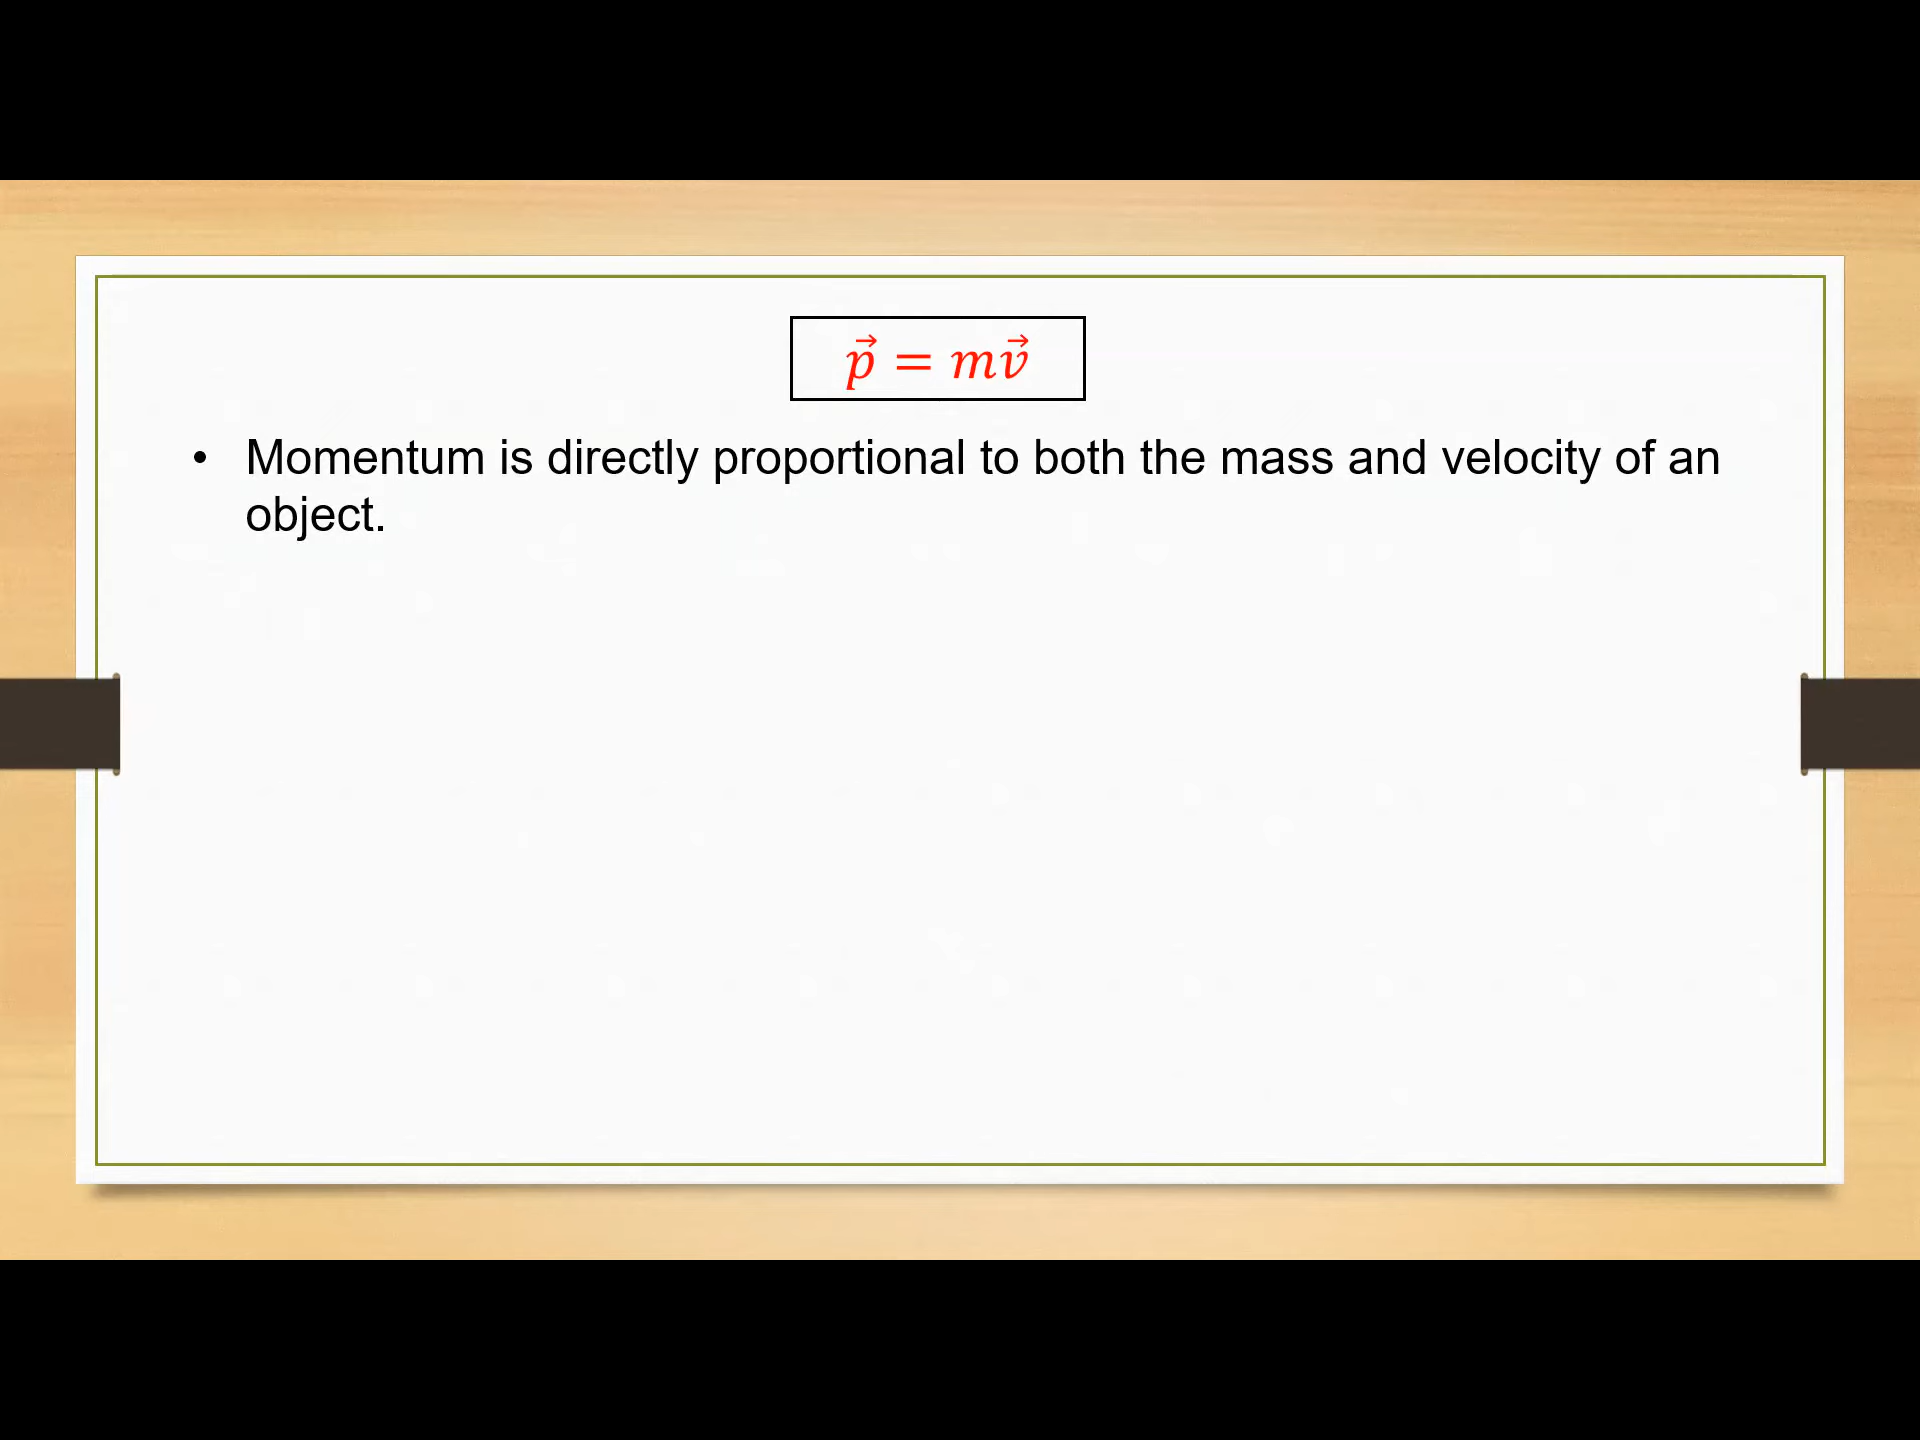 p⃗ = mv⃗
• Momentum is directly proportional to both the mass and velocity of an
object.